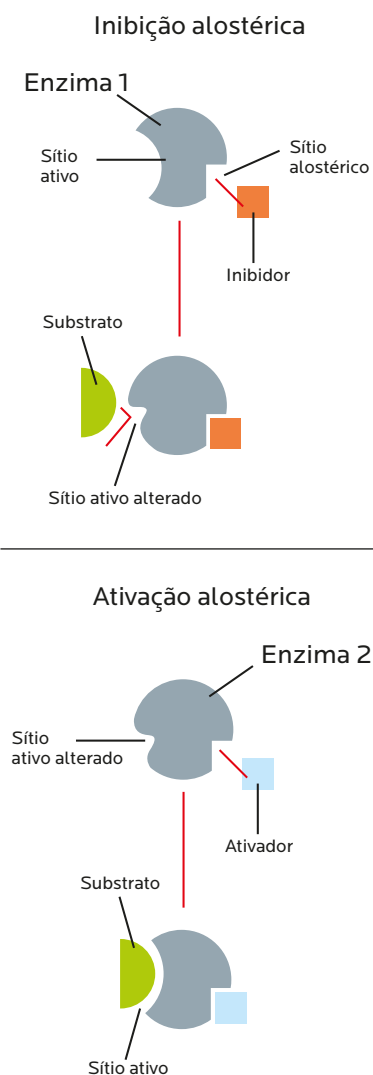 Inibição alostérica
Enzima 1
Sítio
ativo
Sítio
alostérico
Inibidor
Substrato
Sítio ativo alterado
Ativação alostérica
Enzima 2
Sítio
ativo alterado
Ativador
Substrato
Sítio ativo